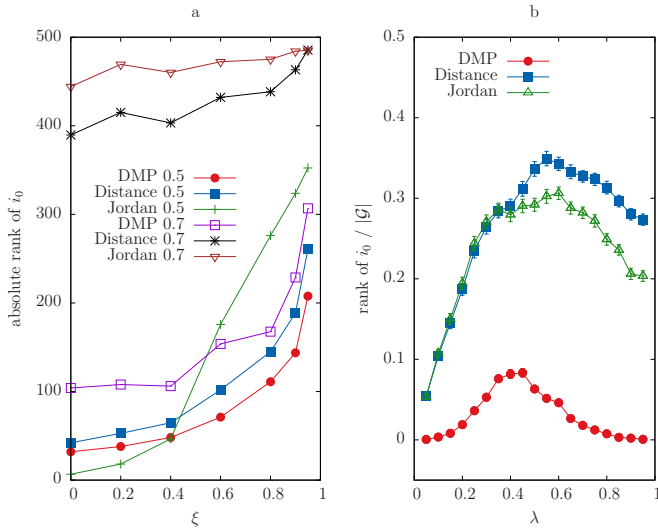 a
absolute rank of i₀
500
400
300
200
100
0
0
0.2
0.4
0.6
0.8
1
ξ
DMP 0.5
Distance 0.5
Jordan 0.5
DMP 0.7
Distance 0.7
Jordan 0.7
b
rank of i₀ / |𝒢|
0.5
0.4
0.3
0.2
0.1
0
0
0.2
0.4
0.6
0.8
1
λ
DMP
Distance
Jordan